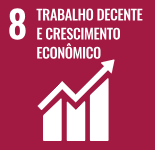 8 TRABALHO DECENTE
E CRESCIMENTO
ECONÔMICO